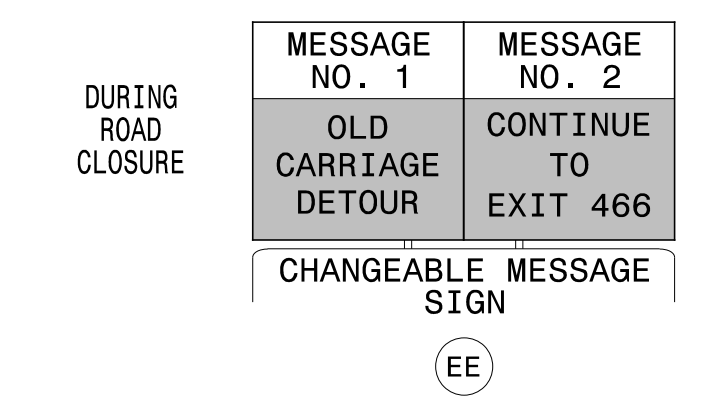 DURING
ROAD
CLOSURE
MESSAGE
NO. 1
MESSAGE
NO. 2
OLD
CARRIAGE
DETOUR
CONTINUE
TO
EXIT 466
CHANGEABLE MESSAGE
SIGN
EE